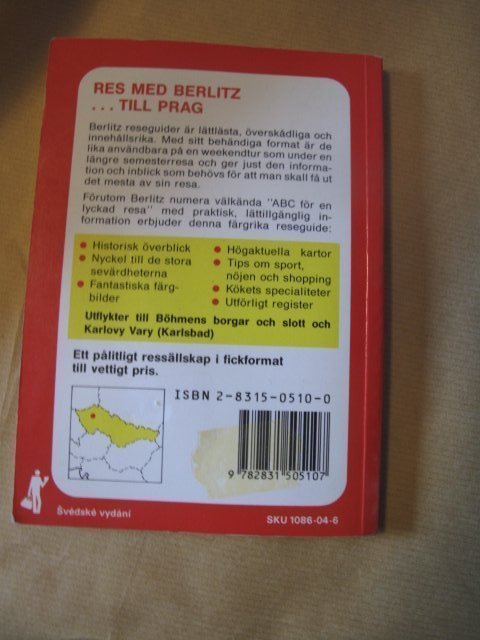 RES MED BERLITZ
...TILL PRAG
Berlitz reseguider är lättlästa, överskådliga och
innehållsrika. Med sitt behändiga format är de
lika användbara på en weekendtur som under en
längre semesterresa och ger just den informa-
tion och inblick som behövs för att man skall få ut
det mesta av sin resa.
Förutom Berlitz numera välkända "ABC för en
lyckad resa" med praktisk, lättillgänglig in-
formation erbjuder denna färgrika reseguide:
• Historisk överblick
• Nyckel till de stora
sevärdheterna
• Fantastiska färg-
bilder
• Högaktuella kartor
• Tips om sport,
nöjen och shopping
• Kökets specialiteter
• Utförligt register
Utflykter till Böhmens borgar och slott och
Karlovy Vary (Karlsbad)
Ett pålitligt ressällskap i fickformat
till vettigt pris.
ISBN 2-8315-0510-0
9 782831 505107
Švédské vydání
SKU 1086-04-6